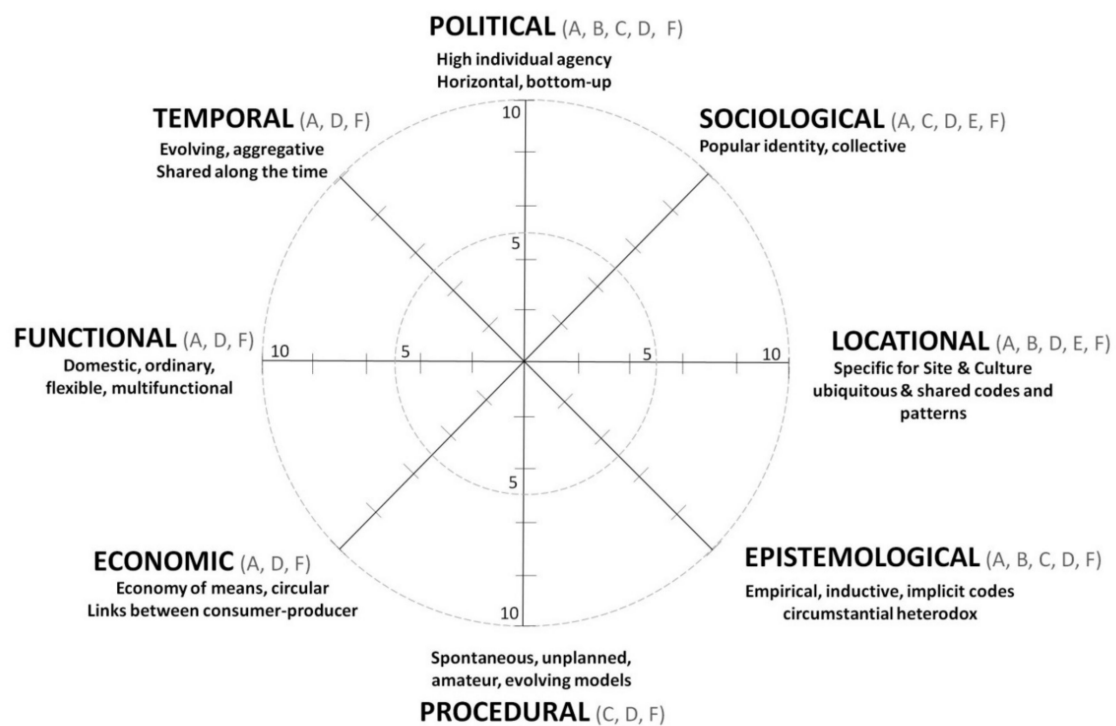 POLITICAL (A, B, C, D, F)
High individual agency
Horizontal, bottom-up
10
TEMPORAL (A, D, F)
Evolving, aggregative
Shared along the time
SOCIOLOGICAL (A, C, D, E, F)
Popular identity, collective
5
FUNCTIONAL (A, D, F)
Domestic, ordinary,
flexible, multifunctional
10
5
5
10
LOCATIONAL (A, B, D, E, F)
Specific for Site & Culture
ubiquitous & shared codes and
patterns
5
ECONOMIC (A, D, F)
Economy of means, circular
Links between consumer-producer
EPISTEMOLOGICAL (A, B, C, D, F)
Empirical, inductive, implicit codes
circumstantial heterodox
10
Spontaneous, unplanned,
amateur, evolving models
PROCEDURAL (C, D, F)